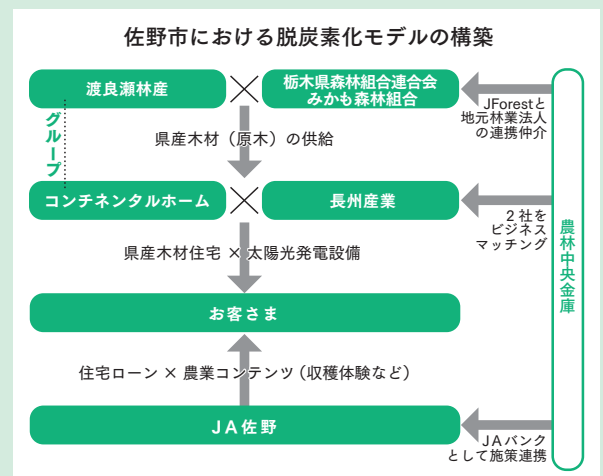 佐野市における脱炭素化モデルの構築
渡良瀬林産
栃木県森林組合連合会
みかも森林組合
JForestと
地元林業法人
の連携仲介
グループ
県産木材（原木）の供給
コンチネンタルホーム
長州産業
2社を
ビジネス
マッチング
農林中央金庫
県産木材住宅 × 太陽光発電設備
お客さま
住宅ローン × 農業コンテンツ（収穫体験など）
JA佐野
JAバンク
として施策連携